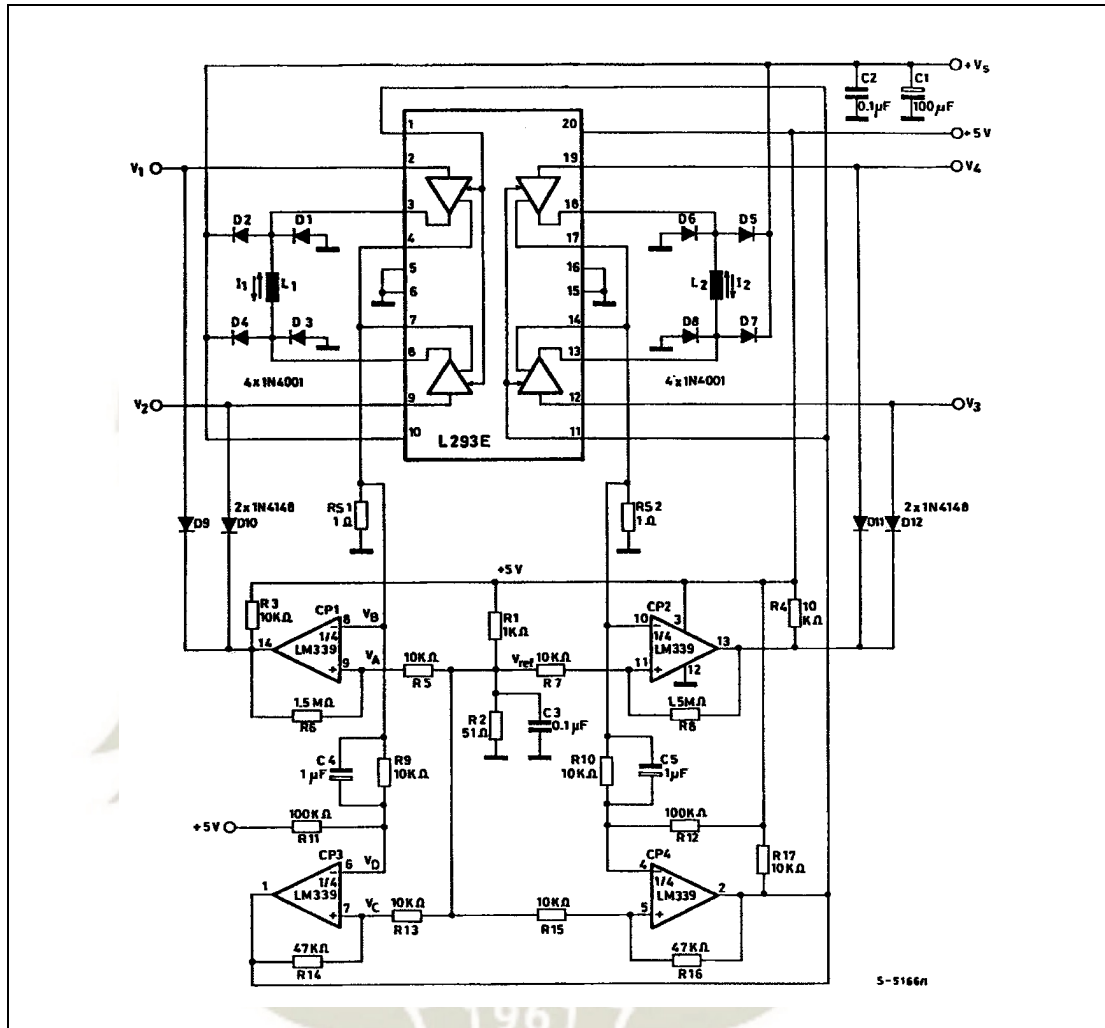 +Vs
C2
0.1µF
C1
100µF
+5V
V1
V4
1
20
2
19
3
18
4
17
5
16
6
15
7
14
8
13
9
12
10
11
D2
D1
D6
D5
I1
L1
L2
I2
D4
D3
D8
D7
4x1N4001
4x1N4001
V2
V3
L293E
D9
2x1N4148
D10
RS1
1Ω
RS2
1Ω
2x1N4148
D11
D12
+5V
R3
10KΩ
CP1
VB
8
14
1/4
LM339
9
VA
10KΩ
R5
R1
1KΩ
Vref
10KΩ
R7
CP2
10
3
1/4
LM339
11
12
13
R4
10
KΩ
1.5MΩ
R6
R2
51Ω
C3
0.1µF
1.5MΩ
R8
C4
1µF
R9
10KΩ
R10
10KΩ
C5
1µF
+5V
100KΩ
R11
100KΩ
R12
R17
10KΩ
CP3
VD
6
1
1/4
LM339
7
VC
10KΩ
R13
10KΩ
R15
CP4
4
1/4
LM339
5
2
47KΩ
R14
47KΩ
R16
96